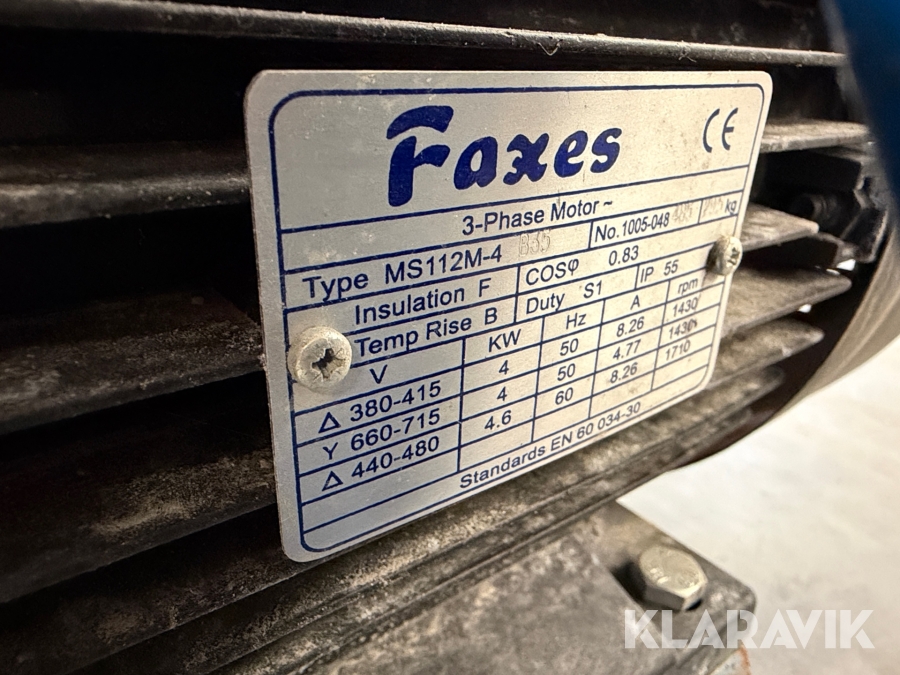 Faxes CE
3-Phase Motor ~
Type MS112M-4 B35 No.1005-048 kg
Insulation F COSφ 0.83
Temp Rise B Duty S1 IP 55
V KW Hz A rpm
Δ 380-415 4 50 8.26 1430
Y 660-715 4 50 4.77 1430
Δ 440-480 4.6 60 8.26 1710
Standards EN 60 034-30
KLARAVIK